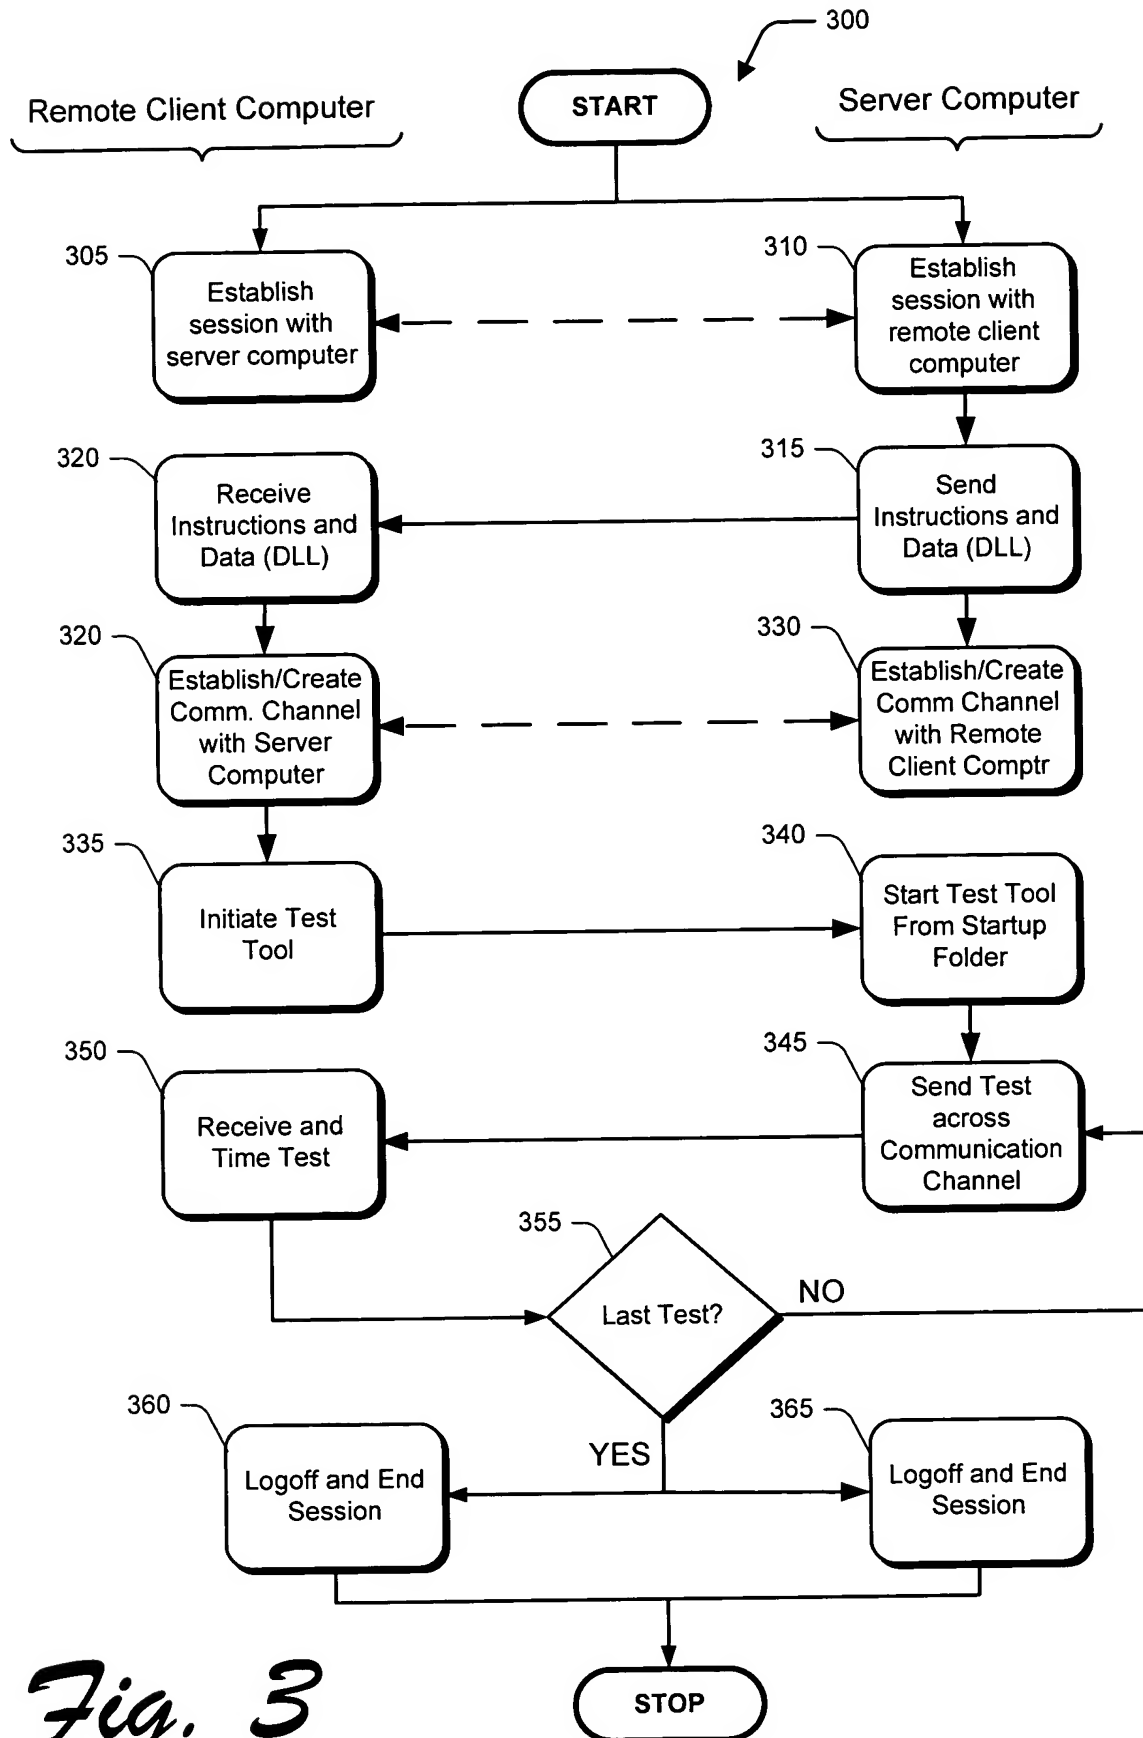 300
Remote Client Computer
START
Server Computer
305
Establish
session with
server computer
310
Establish
session with
remote client
computer
320
Receive
Instructions and
Data (DLL)
315
Send
Instructions and
Data (DLL)
320
Establish/Create
Comm. Channel
with Server
Computer
330
Establish/Create
Comm Channel
with Remote
Client Comptr
335
Initiate Test
Tool
340
Start Test Tool
From Startup
Folder
350
Receive and
Time Test
345
Send Test
across
Communication
Channel
355
Last Test?
NO
YES
360
Logoff and End
Session
365
Logoff and End
Session
STOP
Fig. 3